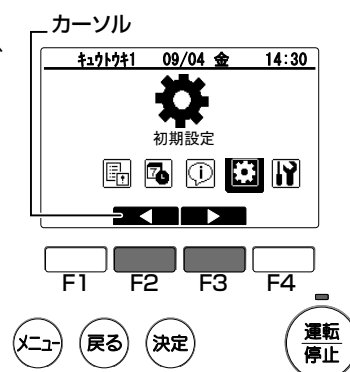 カーソル
ｷｭｳﾄｳｷ1 09/04 金 14:30
初期設定
F1 F2 F3 F4
メニュー 戻る 決定 運転
停止